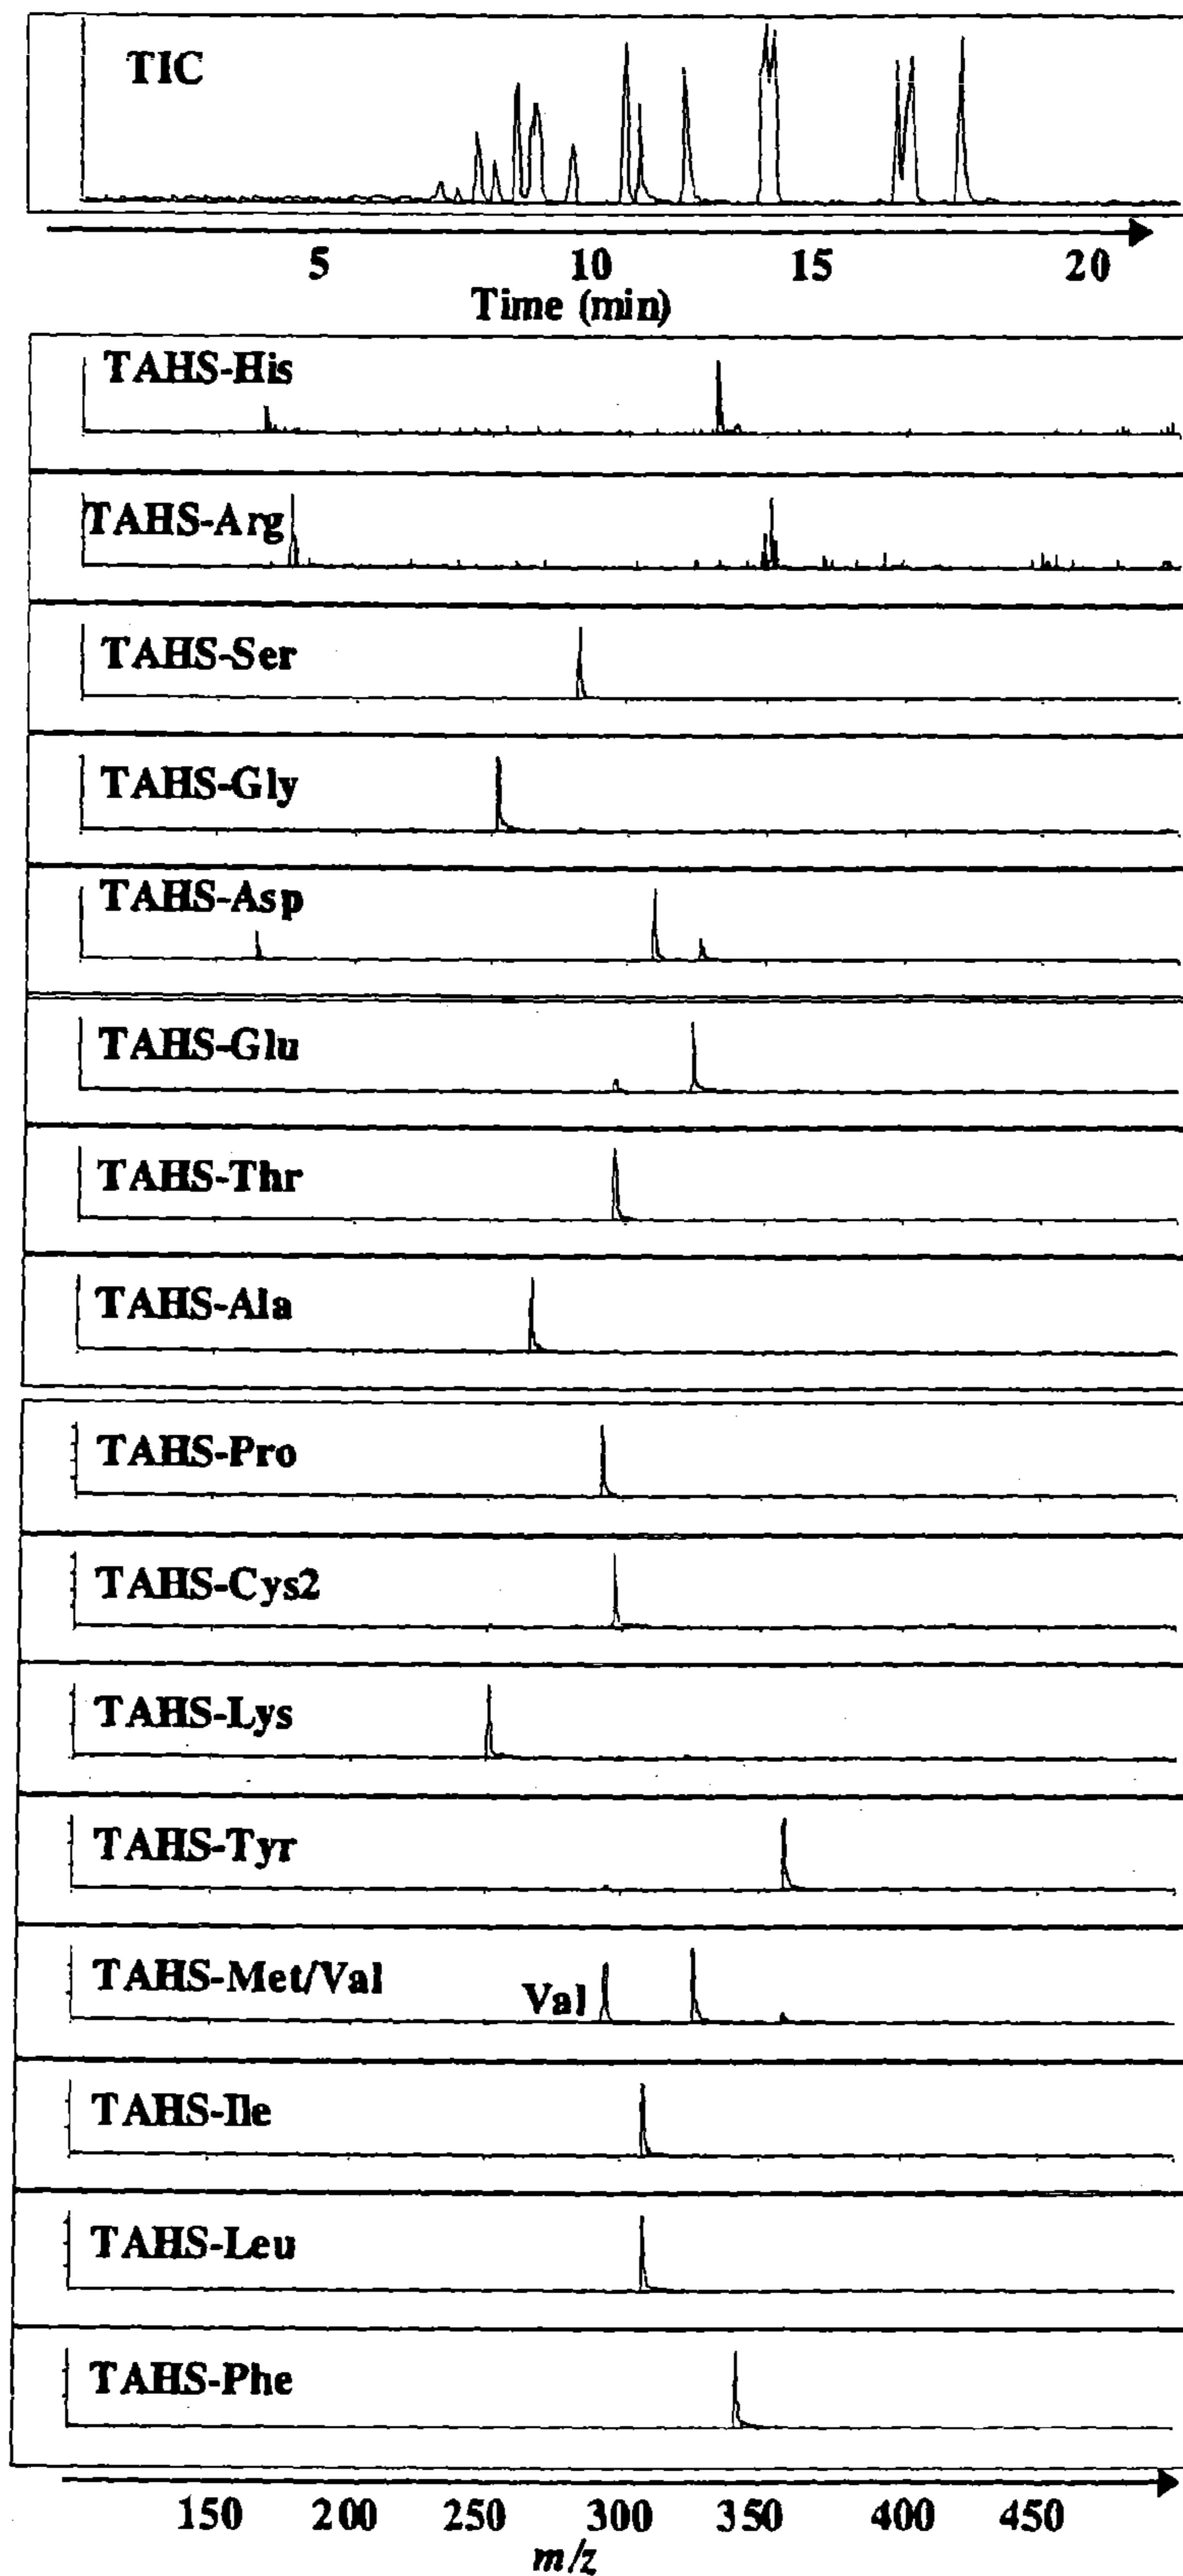 TIC
5 10 15 20
Time (min)
TAHS-His
TAHS-Arg
TAHS-Ser
TAHS-Gly
TAHS-Asp
TAHS-Glu
TAHS-Thr
TAHS-Ala
TAHS-Pro
TAHS-Cys2
TAHS-Lys
TAHS-Tyr
TAHS-Met/Val
Val
TAHS-Ile
TAHS-Leu
TAHS-Phe
150 200 250 300 350 400 450
m/z